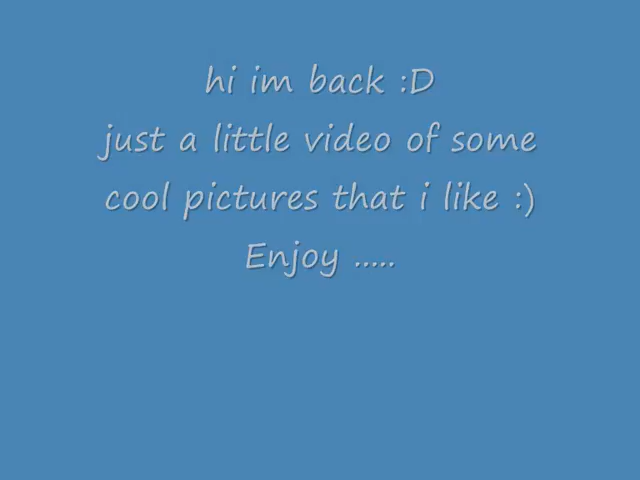 hi im back :D
just a little video of some
cool pictures that i like :)
Enjoy .....